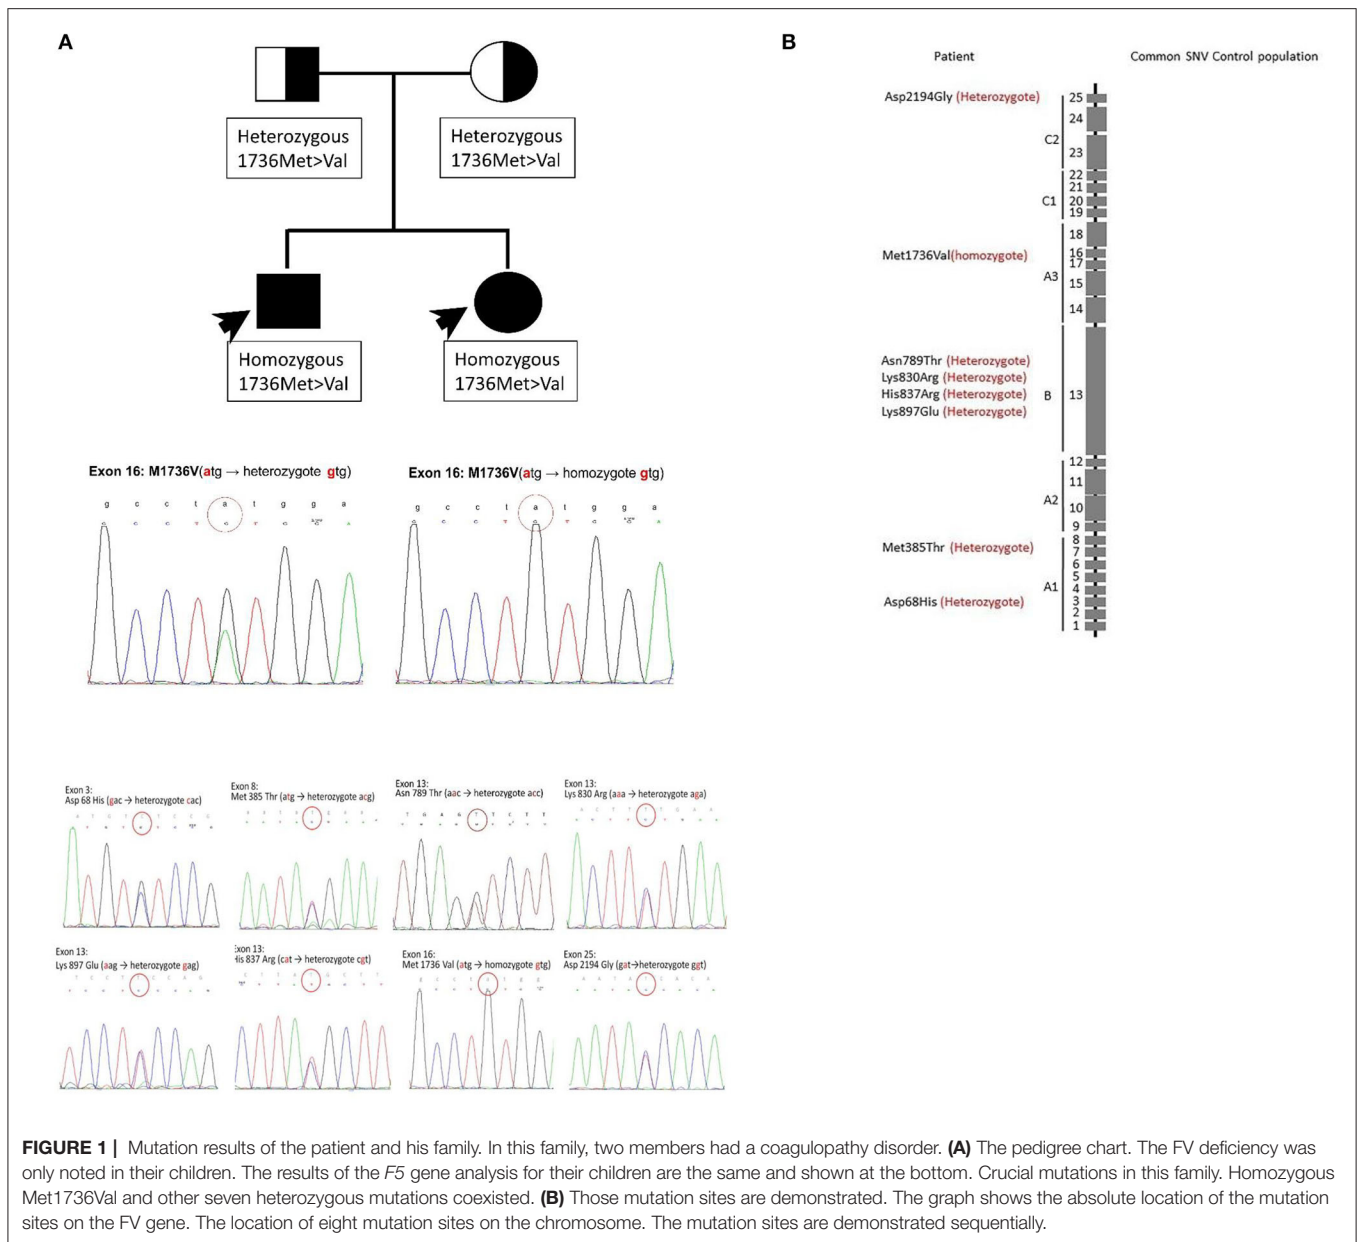 A
Heterozygous
1736Met>Val
Heterozygous
1736Met>Val
Homozygous
1736Met>Val
Homozygous
1736Met>Val
Exon 16: M1736V(atg → heterozygote gtg)
g c c t a t g g a
Exon 16: M1736V(atg → homozygote gtg)
g c c t a t g g a
Exon 3:
Asp 68 His (gac → heterozygote cac)
Exon 8:
Met 385 Thr (atg → heterozygote acg)
Exon 13:
Asn 789 Thr (aac → heterozygote acc)
T G A G T T C T T
Exon 13:
Lys 830 Arg (aaa → heterozygote aga)
Exon 13:
Lys 897 Glu (aag → heterozygote gag)
Exon 13:
His 837 Arg (cat → heterozygote cgt)
Exon 16:
Met 1736 Val (atg → homozygote gtg)
Exon 25:
Asp 2194 Gly (gat→heterozygote ggt)
B
Patient
Common SNV Control population
Asp2194Gly (Heterozygote)
25
24
C2
23
22
21
C1
20
19
18
Met1736Val(homozygote)
16
17
A3
15
14
Asn789Thr (Heterozygote)
Lys830Arg (Heterozygote)
His837Arg (Heterozygote)
B
13
Lys897Glu (Heterozygote)
12
11
A2
10
9
8
Met385Thr (Heterozygote)
7
6
5
A1
4
Asp68His (Heterozygote)
3
2
1
FIGURE 1 | Mutation results of the patient and his family. In this family, two members had a coagulopathy disorder. (A) The pedigree chart. The FV deficiency was
only noted in their children. The results of the F5 gene analysis for their children are the same and shown at the bottom. Crucial mutations in this family. Homozygous
Met1736Val and other seven heterozygous mutations coexisted. (B) Those mutation sites are demonstrated. The graph shows the absolute location of the mutation
sites on the FV gene. The location of eight mutation sites on the chromosome. The mutation sites are demonstrated sequentially.